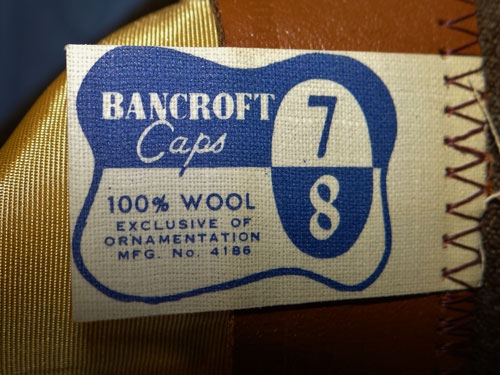 BANCROFT
Caps
7
8
100% WOOL
EXCLUSIVE OF
ORNAMENTATION
MFG. No. 4186